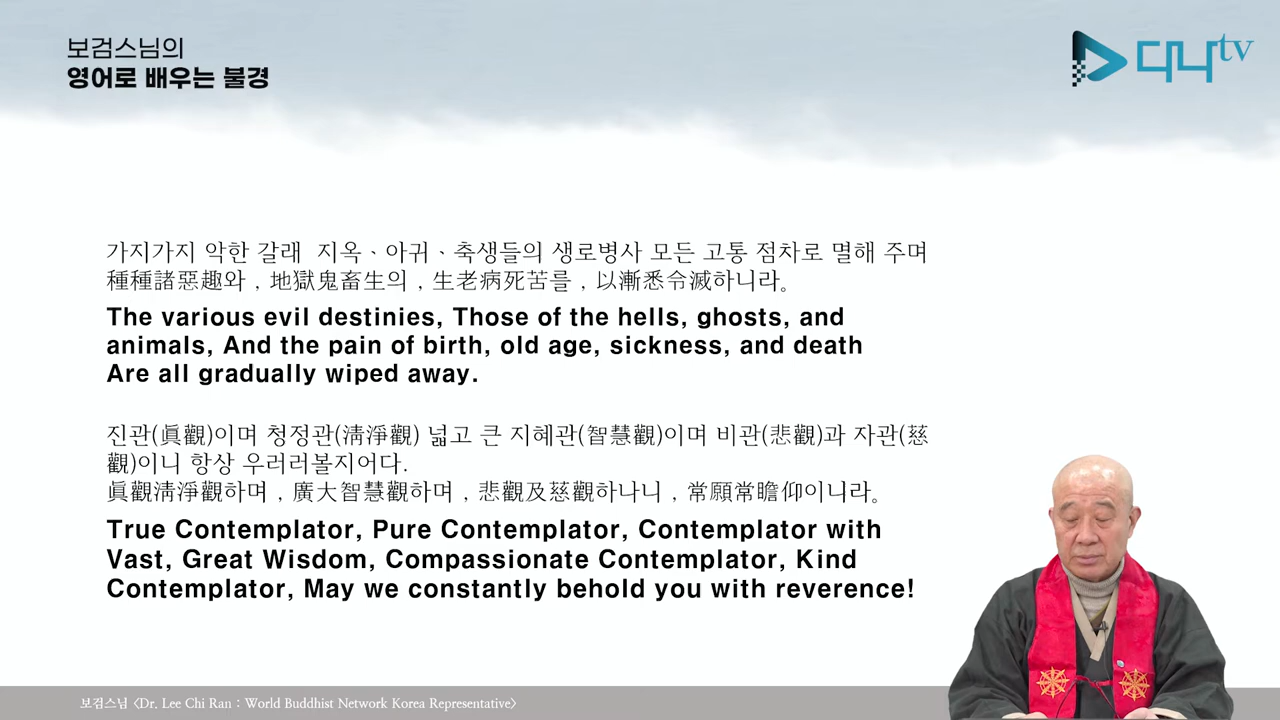 보검스님의
영어로 배우는 불경
다나tv
가지가지 악한 갈래 지옥、아귀、축생들의 생로병사 모든 고통 점차로 멸해 주며
種種諸惡趣와 , 地獄鬼畜生의 , 生老病死苦를 , 以漸悉令滅하니라。
The various evil destinies, Those of the hells, ghosts, and
animals, And the pain of birth, old age, sickness, and death
Are all gradually wiped away.
진관(眞觀)이며 청정관(淸淨觀) 넓고 큰 지혜관(智慧觀)이며 비관(悲觀)과 자관(慈
觀)이니 항상 우러러볼지어다.
眞觀淸淨觀하며 , 廣大智慧觀하며 , 悲觀及慈觀하나니 , 常願常瞻仰이니라。
True Contemplator, Pure Contemplator, Contemplator with
Vast, Great Wisdom, Compassionate Contemplator, Kind
Contemplator, May we constantly behold you with reverence!
보검스님 〈Dr. Lee Chi Ran : World Buddhist Network Korea Representative〉